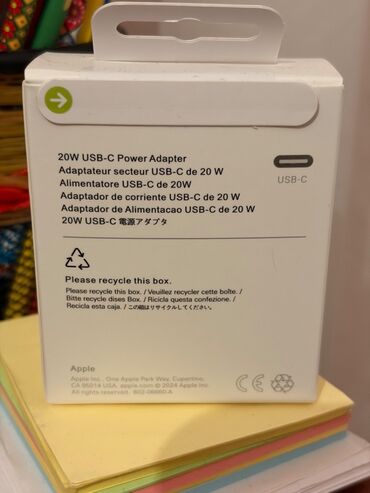 20W USB-C Power Adapter
Adaptateur secteur USB-C de 20 W
Alimentatore USB-C de 20W
Adaptador de corriente USB-C de 20 W
Adaptador de Alimentacao USB-C de 20 W
20W USB-C 電源アダプタ
USB-C
Please recycle this box.
Please recycle this box. / Veuillez recycler cette boîte. /
Bitte recycle dises Box. / Ricicla questa confezione. /
Recicla esta caja. / この箱はリサイクルしてください。
Apple
Apple Inc., One Apple Park Way, Cupertino,
CA 95014 USA. apple.com © 2024 Apple Inc.
All rights reserved. 602-06660-A
CE